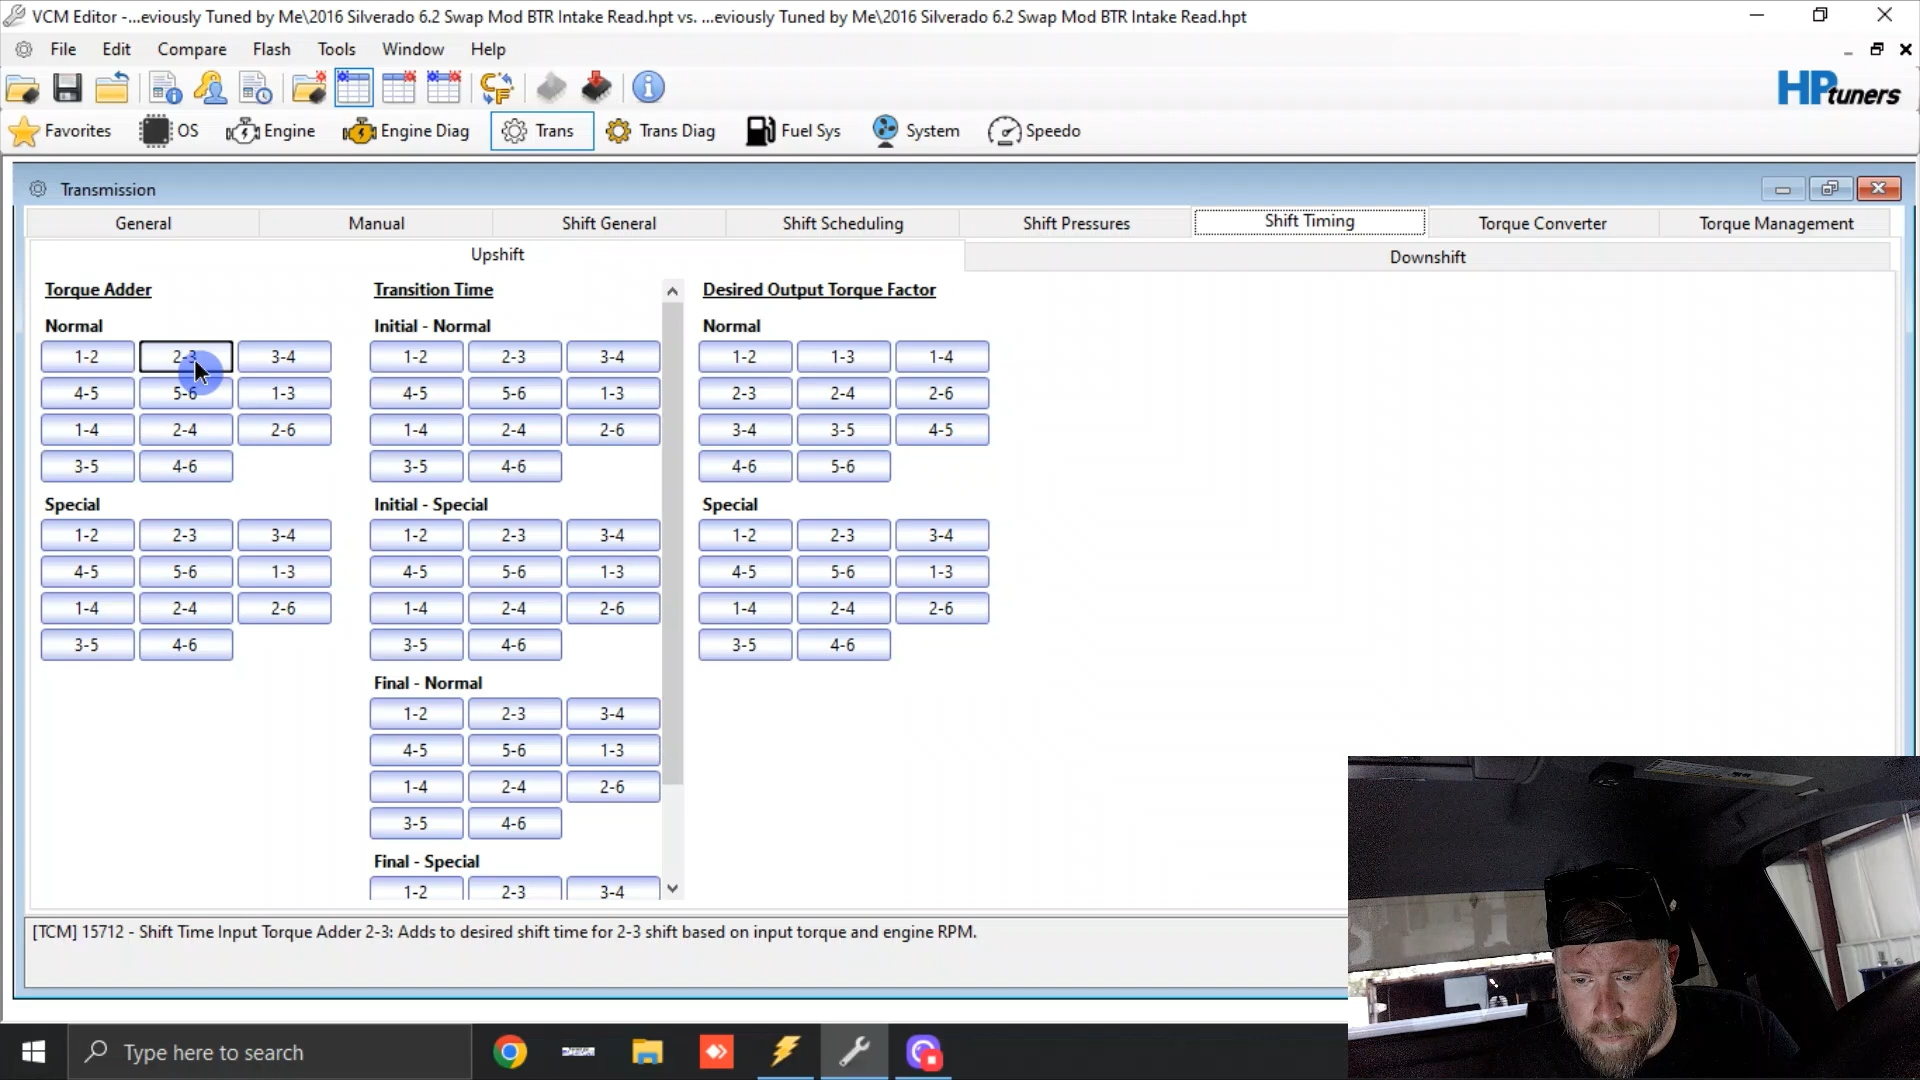 VCM Editor -...eviously Tuned by Me\2016 Silverado 6.2 Swap Mod BTR Intake Read.hpt vs. ...eviously Tuned by Me\2016 Silverado 6.2 Swap Mod BTR Intake Read.hpt
File Edit View Compare Flash Tools Window Help
HPtuners
Favorites OS Engine Engine Diag Trans Trans Diag Fuel Sys System Speedo
Transmission
General Manual Shift General Shift Scheduling Shift Pressures Shift Timing Torque Converter Torque Management
Upshift Downshift
Torque Adder
Normal
1-2 2-3 3-4
4-5 5-6 1-3
1-4 2-4 2-6
3-5 4-6
Special
1-2 2-3 3-4
4-5 5-6 1-3
1-4 2-4 2-6
3-5 4-6
Transition Time
Initial - Normal
1-2 2-3 3-4
4-5 5-6 1-3
1-4 2-4 2-6
3-5 4-6
Initial - Special
1-2 2-3 3-4
4-5 5-6 1-3
1-4 2-4 2-6
3-5 4-6
Final - Normal
1-2 2-3 3-4
4-5 5-6 1-3
1-4 2-4 2-6
3-5 4-6
Final - Special
1-2 2-3 3-4
Desired Output Torque Factor
Normal
1-2 1-3 1-4
2-3 2-4 2-6
3-4 3-5 4-5
4-6 5-6
Special
1-2 2-3 3-4
4-5 5-6 1-3
1-4 2-4 2-6
3-5 4-6
[TCM] 15712 - Shift Time Input Torque Adder 2-3: Adds to desired shift time for 2-3 shift based on input torque and engine RPM.
Type here to search